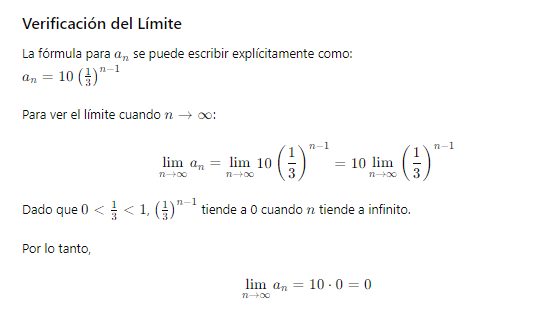 Verificación del Límite
La fórmula para $a_n$ se puede escribir explícitamente como:
$a_n = 10\left(\frac{1}{3}\right)^{n-1}$
Para ver el límite cuando $n \to \infty$:
$\lim_{n \to \infty} a_n = \lim_{n \to \infty} 10\left(\frac{1}{3}\right)^{n-1} = 10 \lim_{n \to \infty} \left(\frac{1}{3}\right)^{n-1}$
Dado que $0 < \frac{1}{3} < 1$, $\left(\frac{1}{3}\right)^{n-1}$ tiende a 0 cuando $n$ tiende a infinito.
Por lo tanto,
$\lim_{n \to \infty} a_n = 10 \cdot 0 = 0$